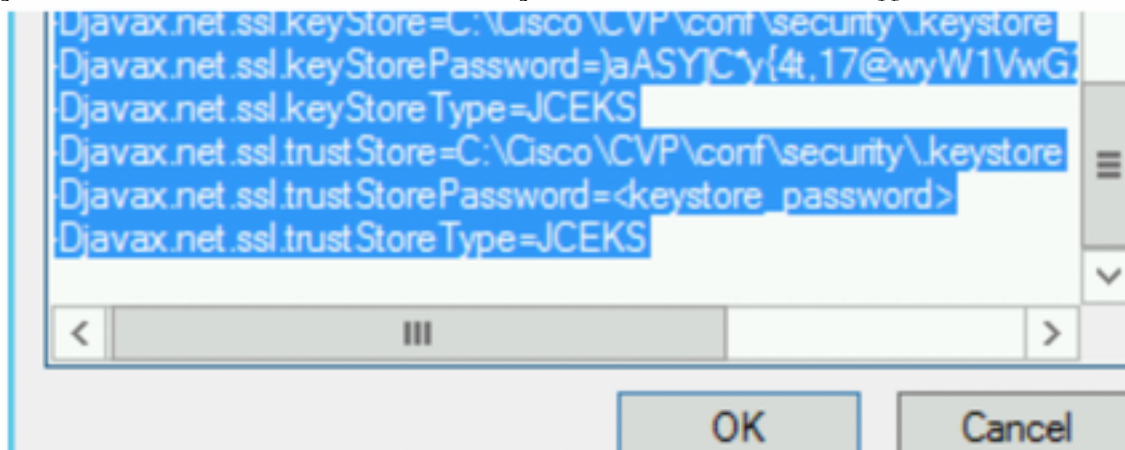 -Djavax.net.ssl.keyStore=C:\Cisco\CVP\conf\security\.keystore
-Djavax.net.ssl.keyStorePassword=)aASY]C*y{4t,17@wyW1VwG
-Djavax.net.ssl.keyStoreType=JCEKS
-Djavax.net.ssl.trustStore=C:\Cisco\CVP\conf\security\.keystore
-Djavax.net.ssl.trustStorePassword=<keystore_password>
-Djavax.net.ssl.trustStoreType=JCEKS
OK Cancel